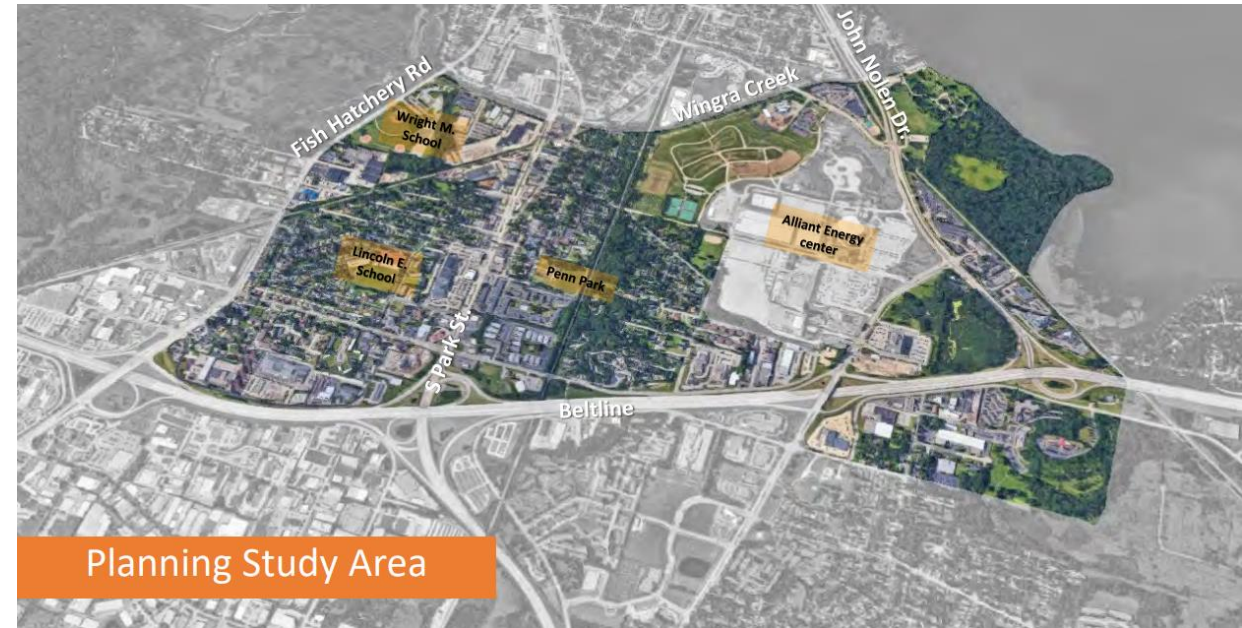 John Nolen Dr.
Fish Hatchery Rd
Wingra Creek
Wright M.
School
Alliant Energy
center
Lincoln E.
School
Penn Park
S Park St.
Beltline
Planning Study Area